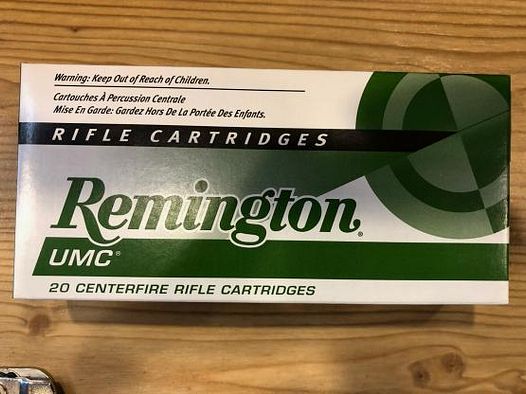 Warning: Keep Out of Reach of Children.
Cartouches À Percussion Centrale
Mise En Garde: Gardez Hors De La Portée Des Enfants.
RIFLE CARTRIDGES
Remington®
UMC®
20 CENTERFIRE RIFLE CARTRIDGES